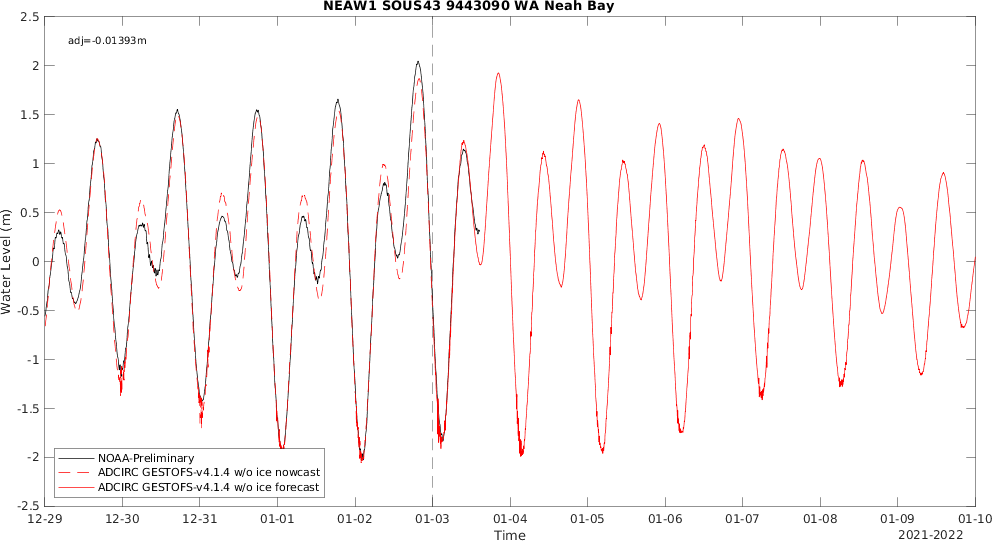 NEAW1 SOUS43 9443090 WA Neah Bay
adj=-0.01393m
2.5
2
1.5
1
0.5
0
-0.5
-1
-1.5
-2
-2.5
Water Level (m)
NOAA-Preliminary
ADCIRC GESTOFS-v4.1.4 w/o ice nowcast
ADCIRC GESTOFS-v4.1.4 w/o ice forecast
12-29 12-30 12-31 01-01 01-02 01-03 01-04 01-05 01-06 01-07 01-08 01-09 01-10
Time
2021-2022